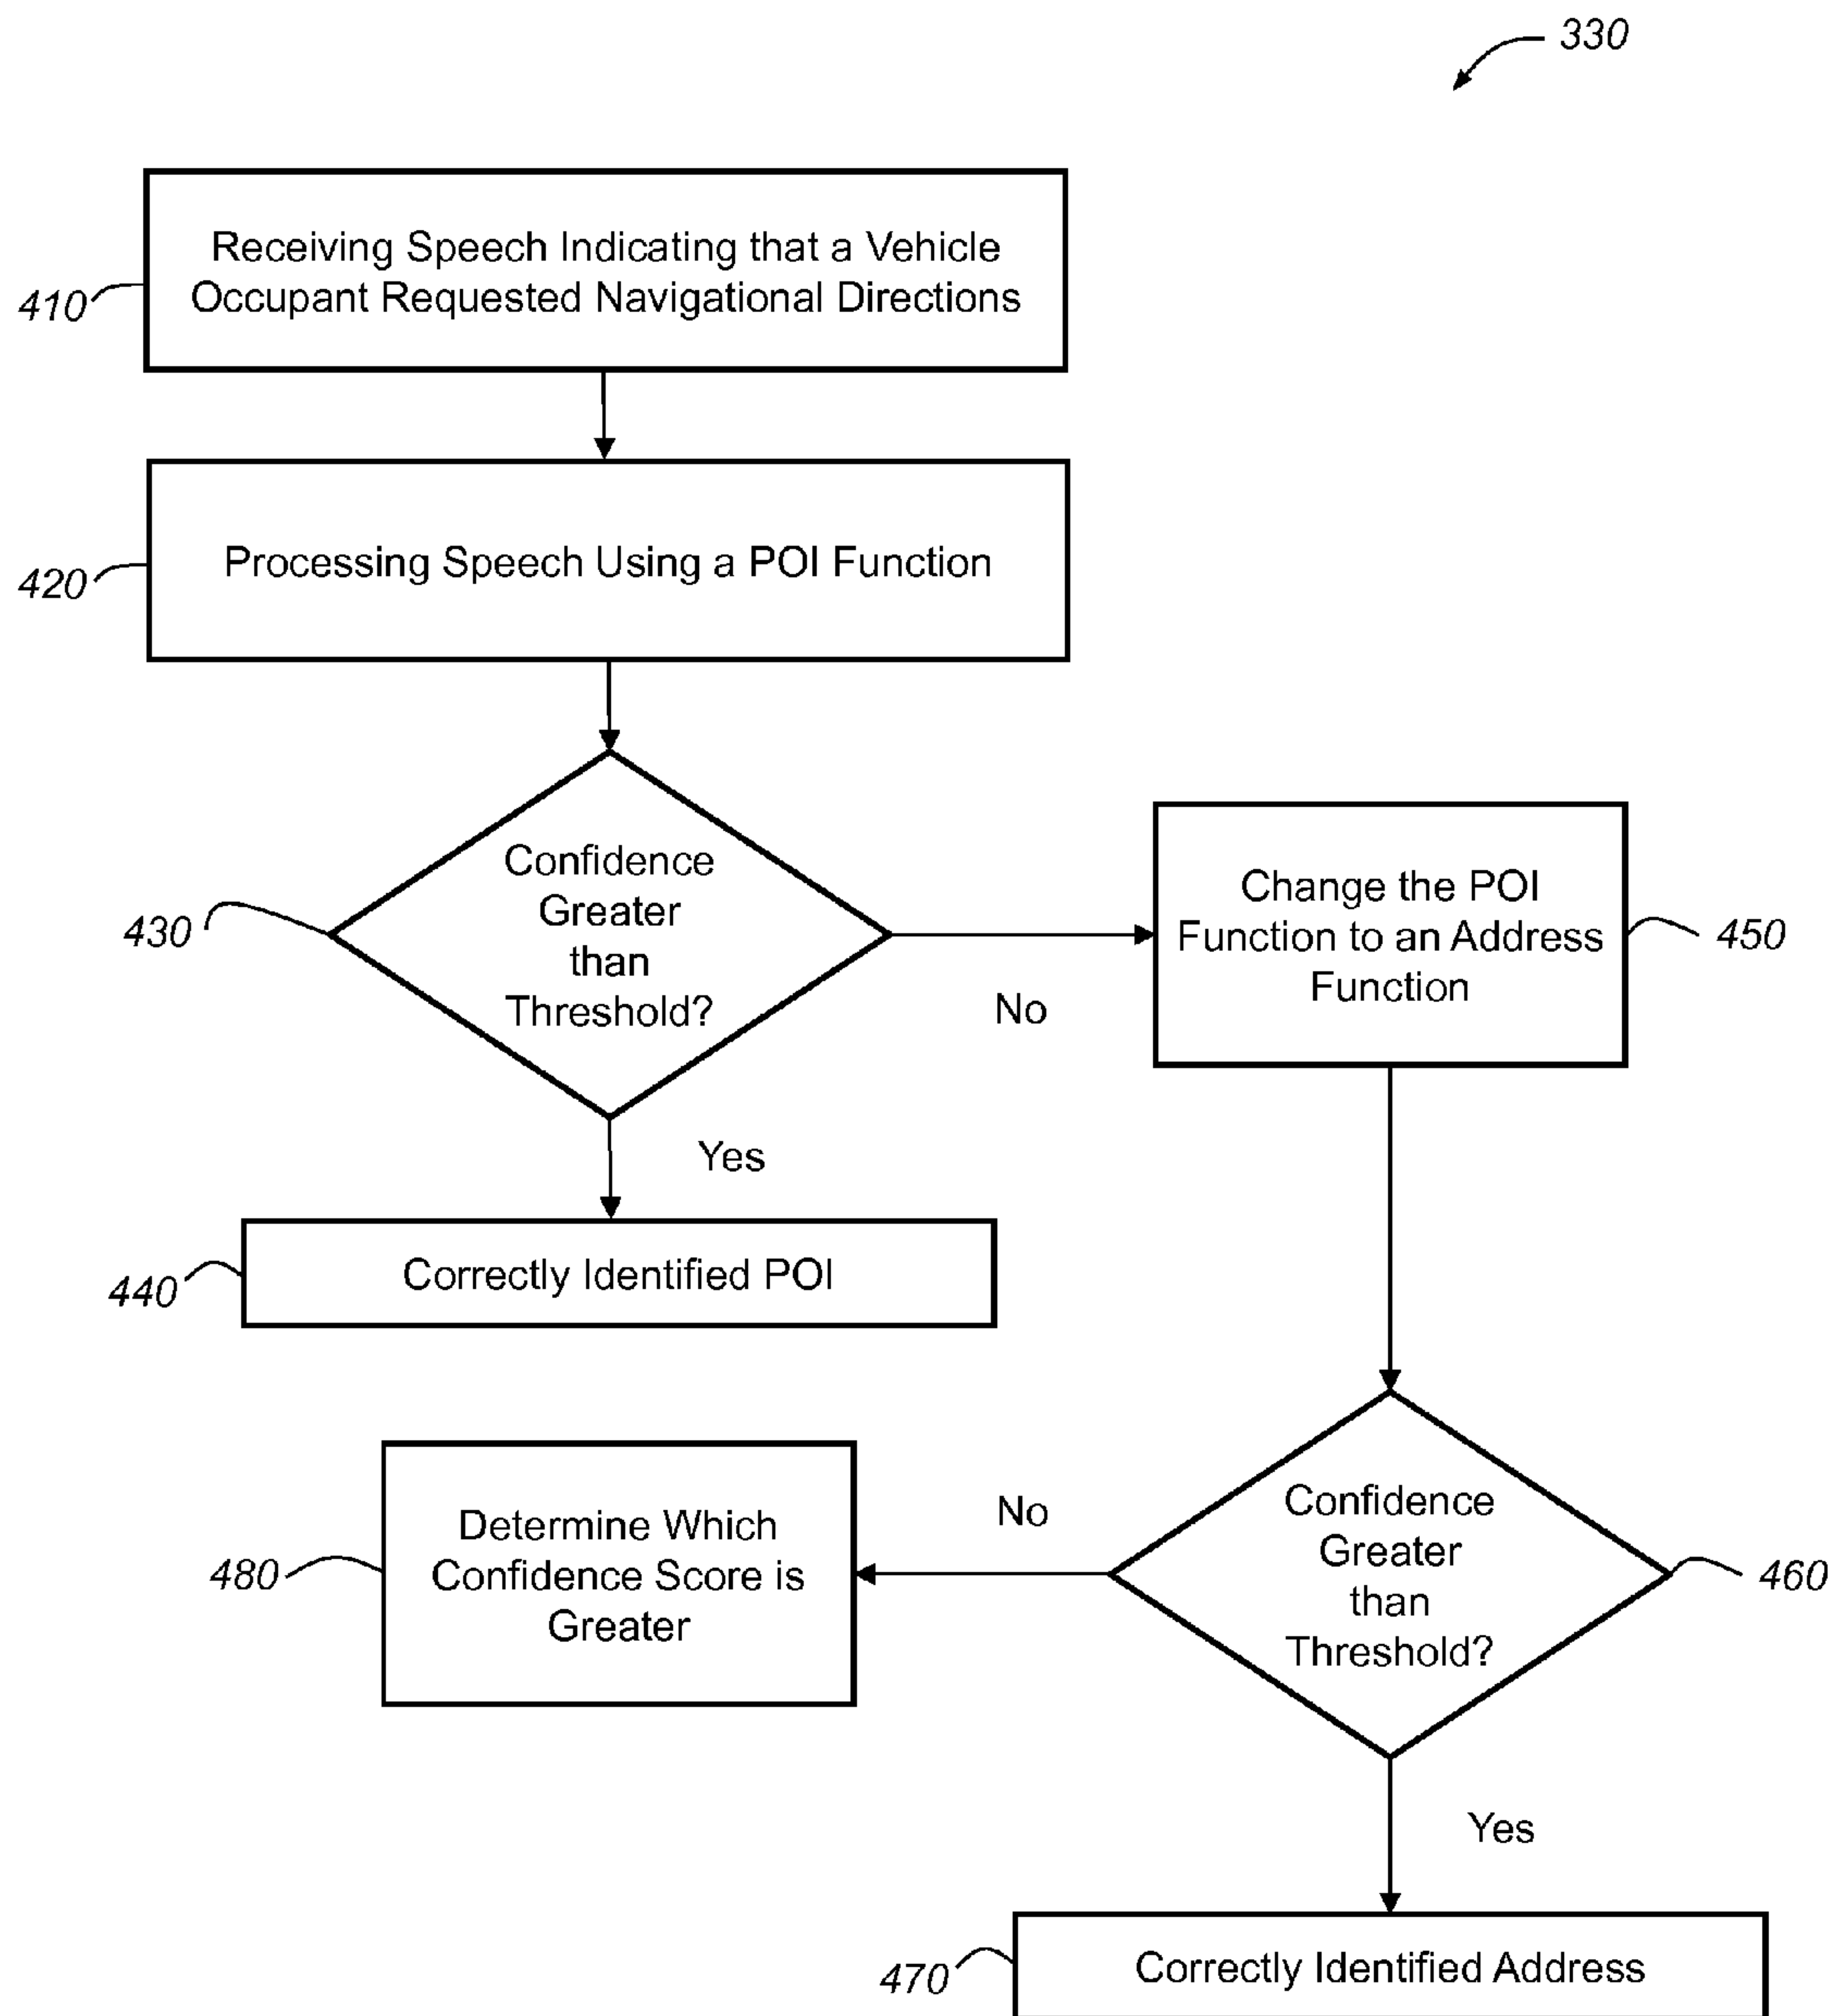 330
Receiving Speech Indicating that a Vehicle
Occupant Requested Navigational Directions
410
Processing Speech Using a POI Function
420
Confidence
Greater
than
Threshold?
430
No
Change the POI
Function to an Address
Function
450
Yes
Correctly Identified POI
440
Confidence
Greater
than
Threshold?
460
No
Determine Which
Confidence Score is
Greater
480
Yes
Correctly Identified Address
470